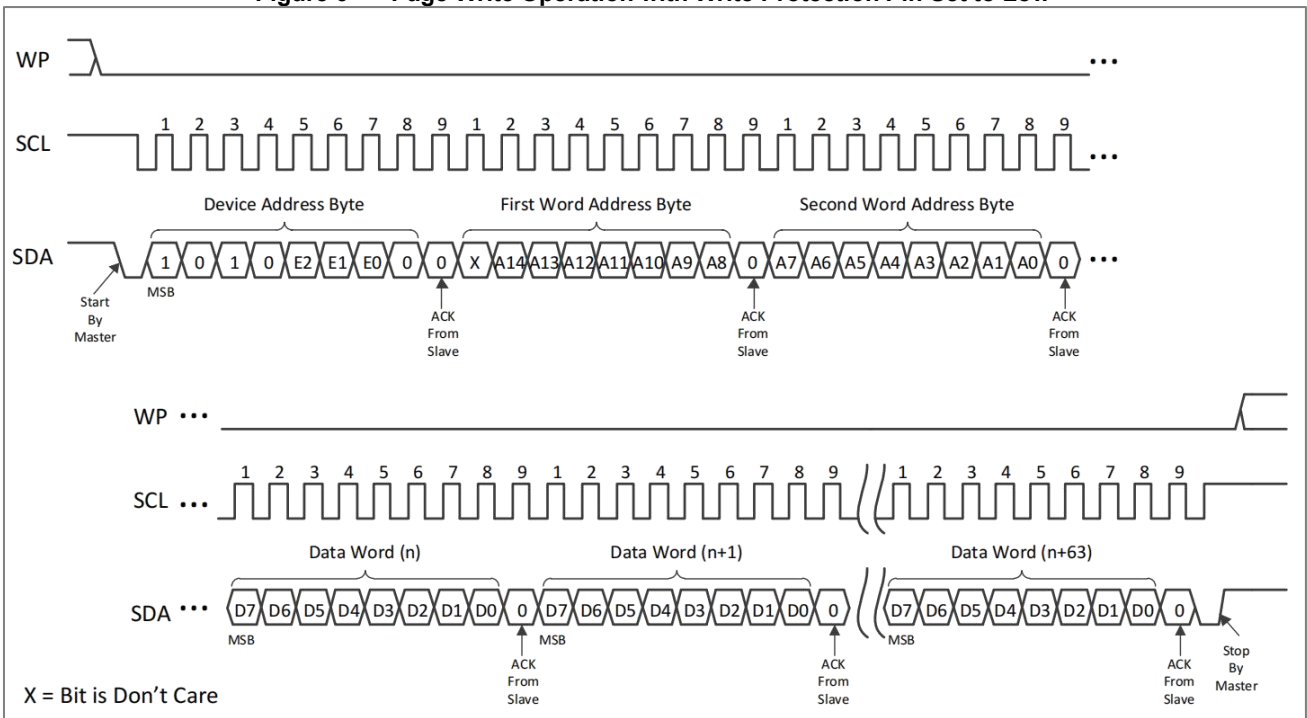 Figure 9 — Page Write Operation with Write Protection Pin Set to Low
WP ...
SCL 1 2 3 4 5 6 7 8 9 1 2 3 4 5 6 7 8 9 1 2 3 4 5 6 7 8 9 ...
Device Address Byte First Word Address Byte Second Word Address Byte
SDA 1 0 1 0 E2 E1 E0 0 0 X A14 A13 A12 A11 A10 A9 A8 0 A7 A6 A5 A4 A3 A2 A1 A0 0 ...
MSB
Start By Master
ACK From Slave
ACK From Slave
ACK From Slave
WP ...
SCL ... 1 2 3 4 5 6 7 8 9 1 2 3 4 5 6 7 8 9 1 2 3 4 5 6 7 8 9
Data Word (n) Data Word (n+1) Data Word (n+63)
SDA ... D7 D6 D5 D4 D3 D2 D1 D0 0 D7 D6 D5 D4 D3 D2 D1 D0 0 D7 D6 D5 D4 D3 D2 D1 D0 0
MSB MSB MSB
ACK From Slave
ACK From Slave
ACK From Slave
Stop By Master
X = Bit is Don't Care